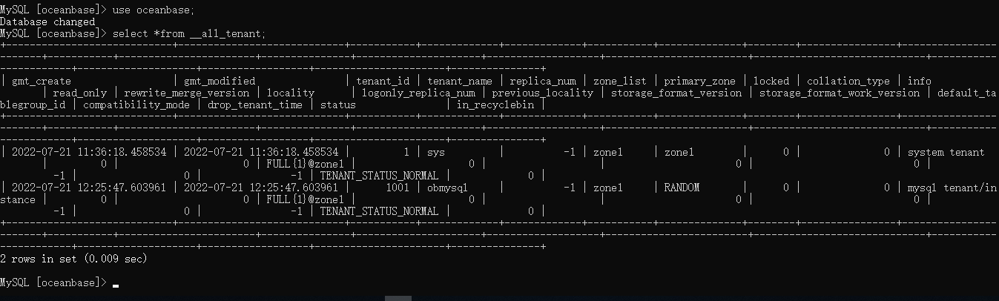 MySQL [oceanbase]> use oceanbase;
Database changed
MySQL [oceanbase]> select *from __all_tenant;
| gmt_create | gmt_modified | tenant_id | tenant_name | replica_num | zone_list | primary_zone | locked | collation_type | info
| read_only | rewrite_merge_version | locality | logonly_replica_num | previous_locality | storage_format_version | storage_format_work_version | default_ta
blegroup_id | compatibility_mode | drop_tenant_time | status | in_recyclebin |
| 2022-07-21 11:36:18.458534 | 2022-07-21 11:36:18.458534 | 1 | sys | -1 | zone1 | zone1 | 0 | 0 | system tenant
| 0 | 0 | FULL{1}@zone1 | 0 | | 0 | 0 |
-1 | 0 | -1 | TENANT_STATUS_NORMAL | 0 |
| 2022-07-21 12:25:47.603961 | 2022-07-21 12:25:47.603961 | 1001 | obmysql | -1 | zone1 | RANDOM | 0 | 0 | mysql tenant/in
stance | 0 | 0 | FULL{1}@zone1 | 0 | | 0 | 0 |
-1 | 0 | -1 | TENANT_STATUS_NORMAL | 0 |
2 rows in set (0.009 sec)
MySQL [oceanbase]>